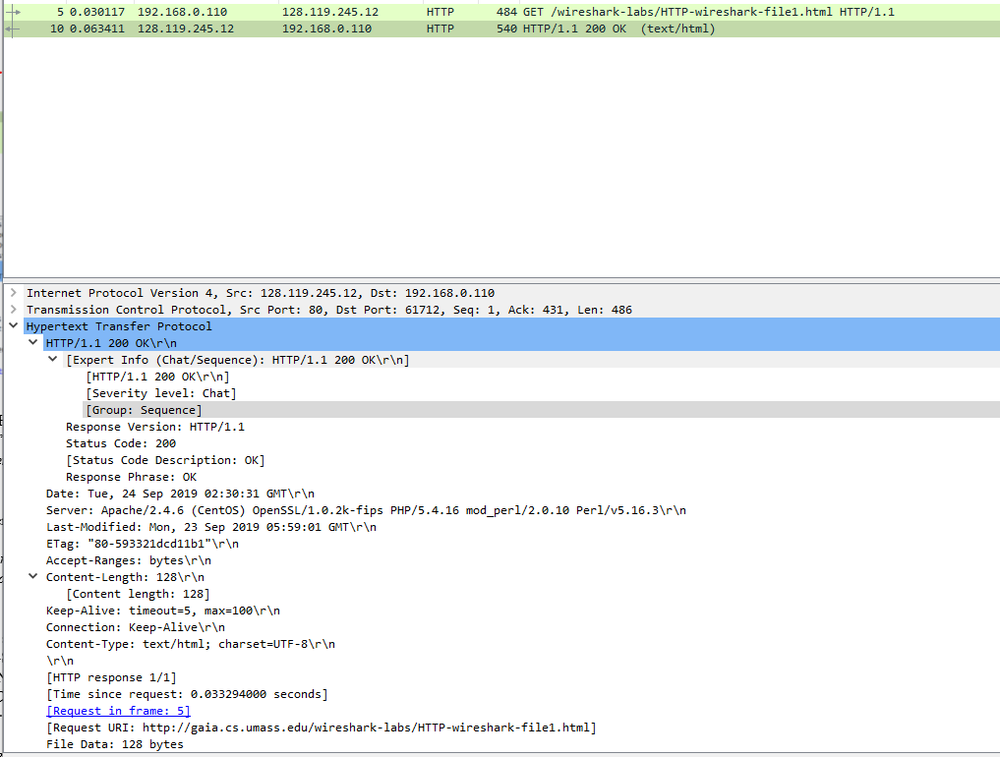 5 0.030117 192.168.0.110 128.119.245.12 HTTP 484 GET /wireshark-labs/HTTP-wireshark-file1.html HTTP/1.1
10 0.063411 128.119.245.12 192.168.0.110 HTTP 540 HTTP/1.1 200 OK (text/html)
Internet Protocol Version 4, Src: 128.119.245.12, Dst: 192.168.0.110
Transmission Control Protocol, Src Port: 80, Dst Port: 61712, Seq: 1, Ack: 431, Len: 486
Hypertext Transfer Protocol
HTTP/1.1 200 OK\r\n
[Expert Info (Chat/Sequence): HTTP/1.1 200 OK\r\n]
[HTTP/1.1 200 OK\r\n]
[Severity level: Chat]
[Group: Sequence]
Response Version: HTTP/1.1
Status Code: 200
[Status Code Description: OK]
Response Phrase: OK
Date: Tue, 24 Sep 2019 02:30:31 GMT\r\n
Server: Apache/2.4.6 (CentOS) OpenSSL/1.0.2k-fips PHP/5.4.16 mod_perl/2.0.10 Perl/v5.16.3\r\n
Last-Modified: Mon, 23 Sep 2019 05:59:01 GMT\r\n
ETag: "80-593321dcd11b1"\r\n
Accept-Ranges: bytes\r\n
Content-Length: 128\r\n
[Content length: 128]
Keep-Alive: timeout=5, max=100\r\n
Connection: Keep-Alive\r\n
Content-Type: text/html; charset=UTF-8\r\n
\r\n
[HTTP response 1/1]
[Time since request: 0.033294000 seconds]
[Request in frame: 5]
[Request URI: http://gaia.cs.umass.edu/wireshark-labs/HTTP-wireshark-file1.html]
File Data: 128 bytes